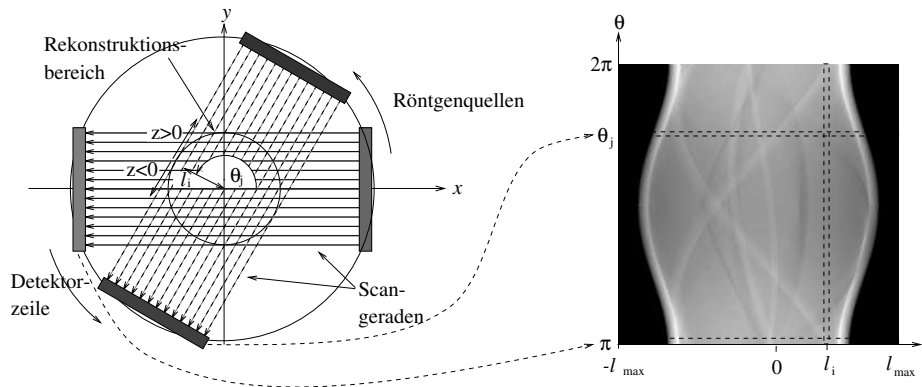 y
Rekonstruktions-
bereich
Röntgenquellen
z>0
z<0
l_i
θ_j
x
Detektor-
zeile
Scan-
geraden
θ
2π
θ_j
π
-l_max
0
l_i
l_max